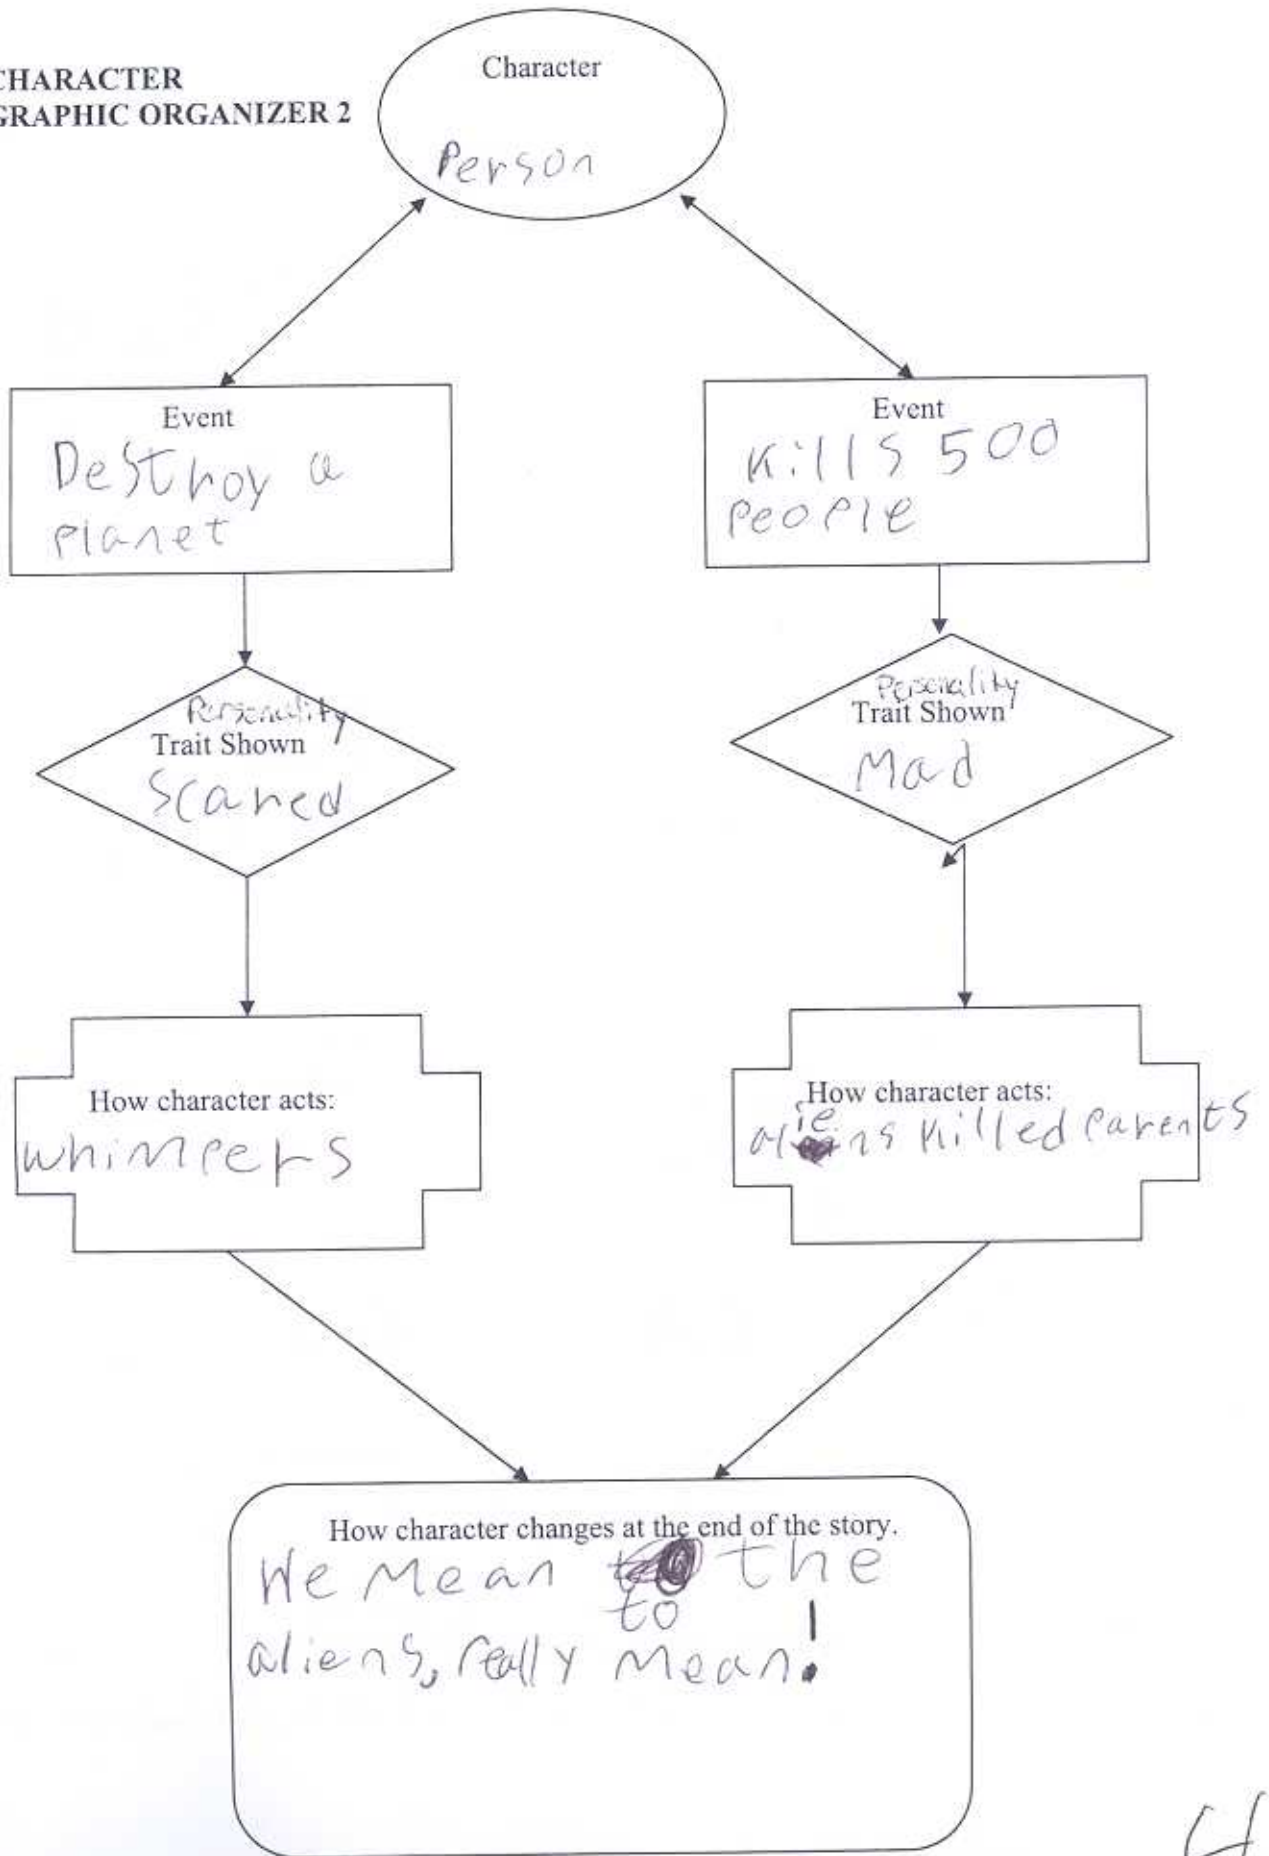 CHARACTER
GRAPHIC ORGANIZER 2
Character
Person
Event
Destroy a
planet
Event
Kills 500
people
Personality
Trait Shown
Scared
Personality
Trait Shown
Mad
How character acts:
whimpers
How character acts:
aliens killed parents
How character changes at the end of the story.
He mean to the
aliens, really mean!
4